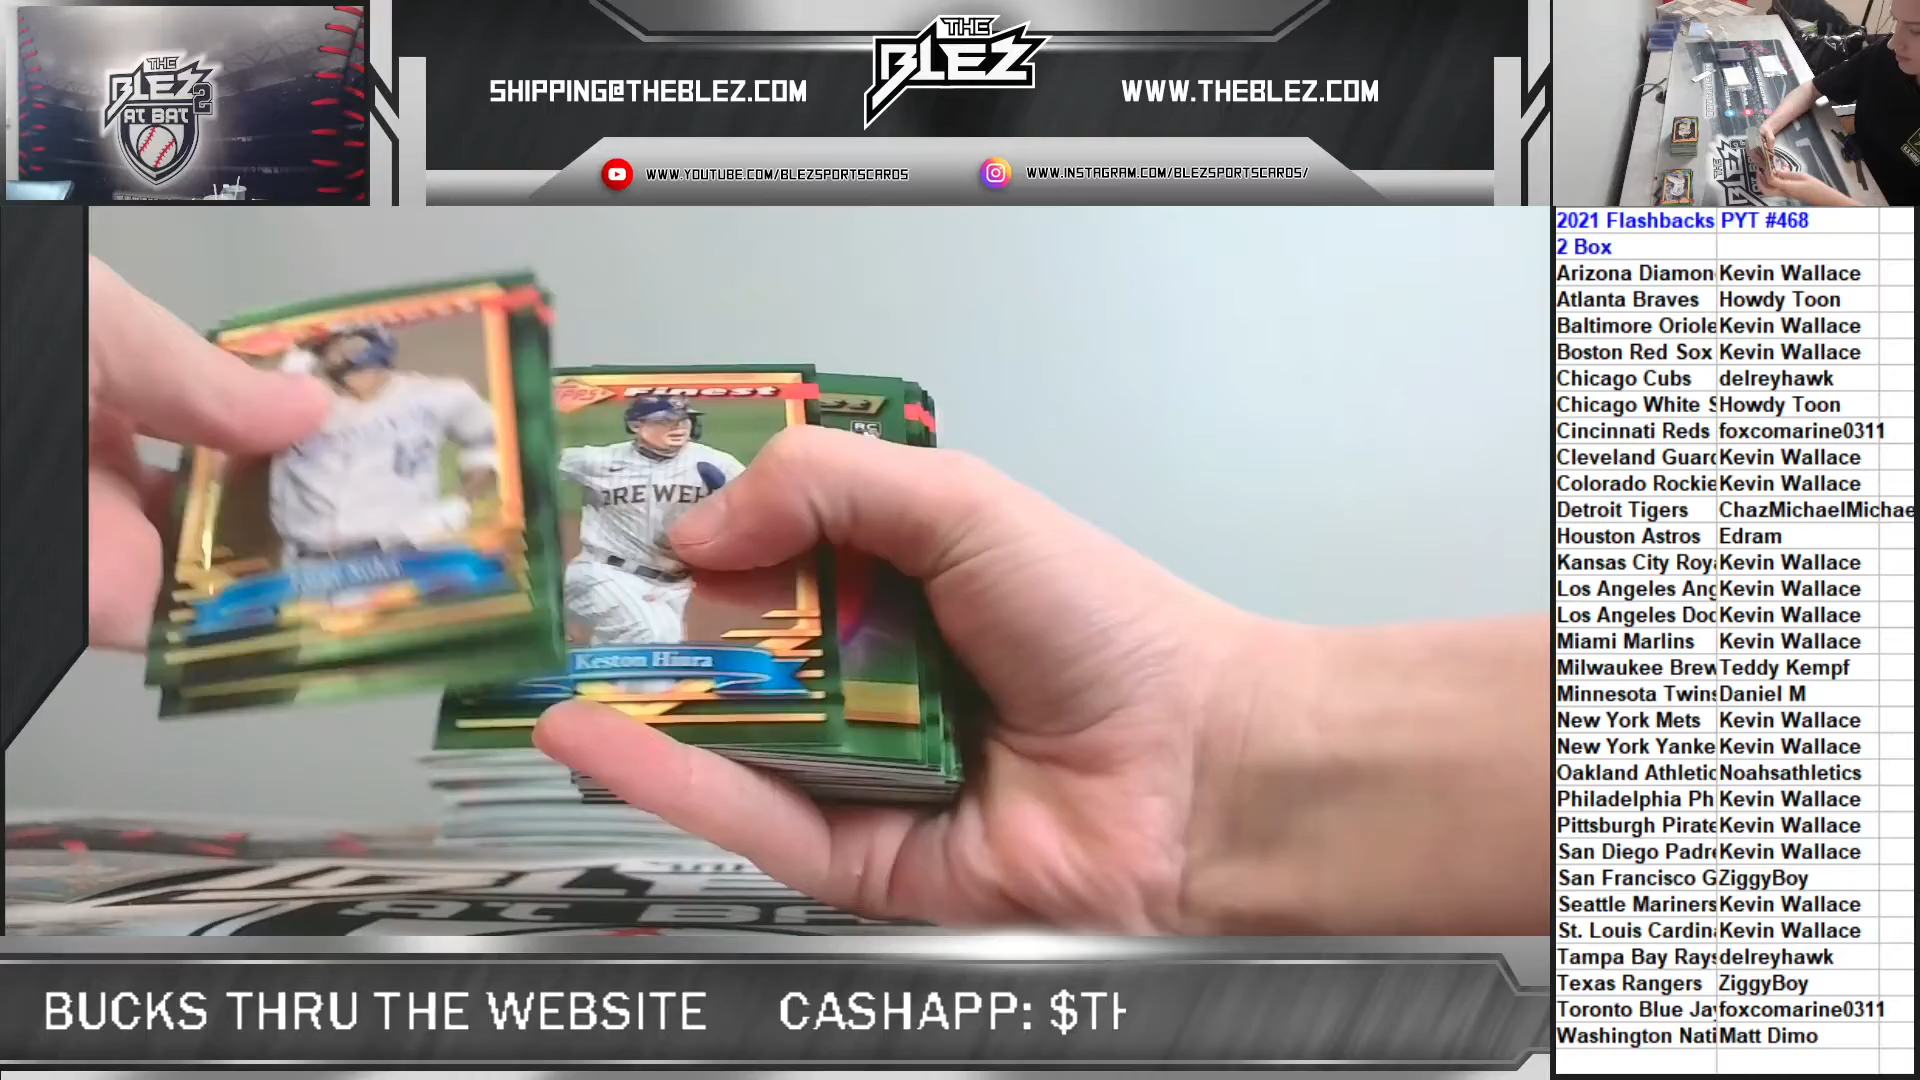 THE
BLEZ 2
AT BAT
SHIPPING@THEBLEZ.COM
THE
BLEZ
WWW.THEBLEZ.COM
WWW.YOUTUBE.COM/BLEZSPORTSCARDS
WWW.INSTAGRAM.COM/BLEZSPORTSCARDS/
2021 Flashbacks PYT #468
2 Box
Arizona Diamon Kevin Wallace
Atlanta Braves Howdy Toon
Baltimore Oriole Kevin Wallace
Boston Red Sox Kevin Wallace
Chicago Cubs delreyhawk
Chicago White S Howdy Toon
Cincinnati Reds foxcomarine0311
Cleveland Guard Kevin Wallace
Colorado Rockie Kevin Wallace
Detroit Tigers ChazMichaelMichae
Houston Astros Edram
Kansas City Roya Kevin Wallace
Los Angeles Ang Kevin Wallace
Los Angeles Dod Kevin Wallace
Miami Marlins Kevin Wallace
Milwaukee Brew Teddy Kempf
Minnesota Twins Daniel M
New York Mets Kevin Wallace
New York Yanke Kevin Wallace
Oakland Athletic Noahsathletics
Philadelphia Ph Kevin Wallace
Pittsburgh Pirate Kevin Wallace
San Diego Padre Kevin Wallace
San Francisco G ZiggyBoy
Seattle Mariners Kevin Wallace
St. Louis Cardina Kevin Wallace
Tampa Bay Rays delreyhawk
Texas Rangers ZiggyBoy
Toronto Blue Jay foxcomarine0311
Washington Nati Matt Dimo
Finest
RC
BREWE
Keston Hiura
AT BA
BUCKS THRU THE WEBSITE CASHAPP: $TH